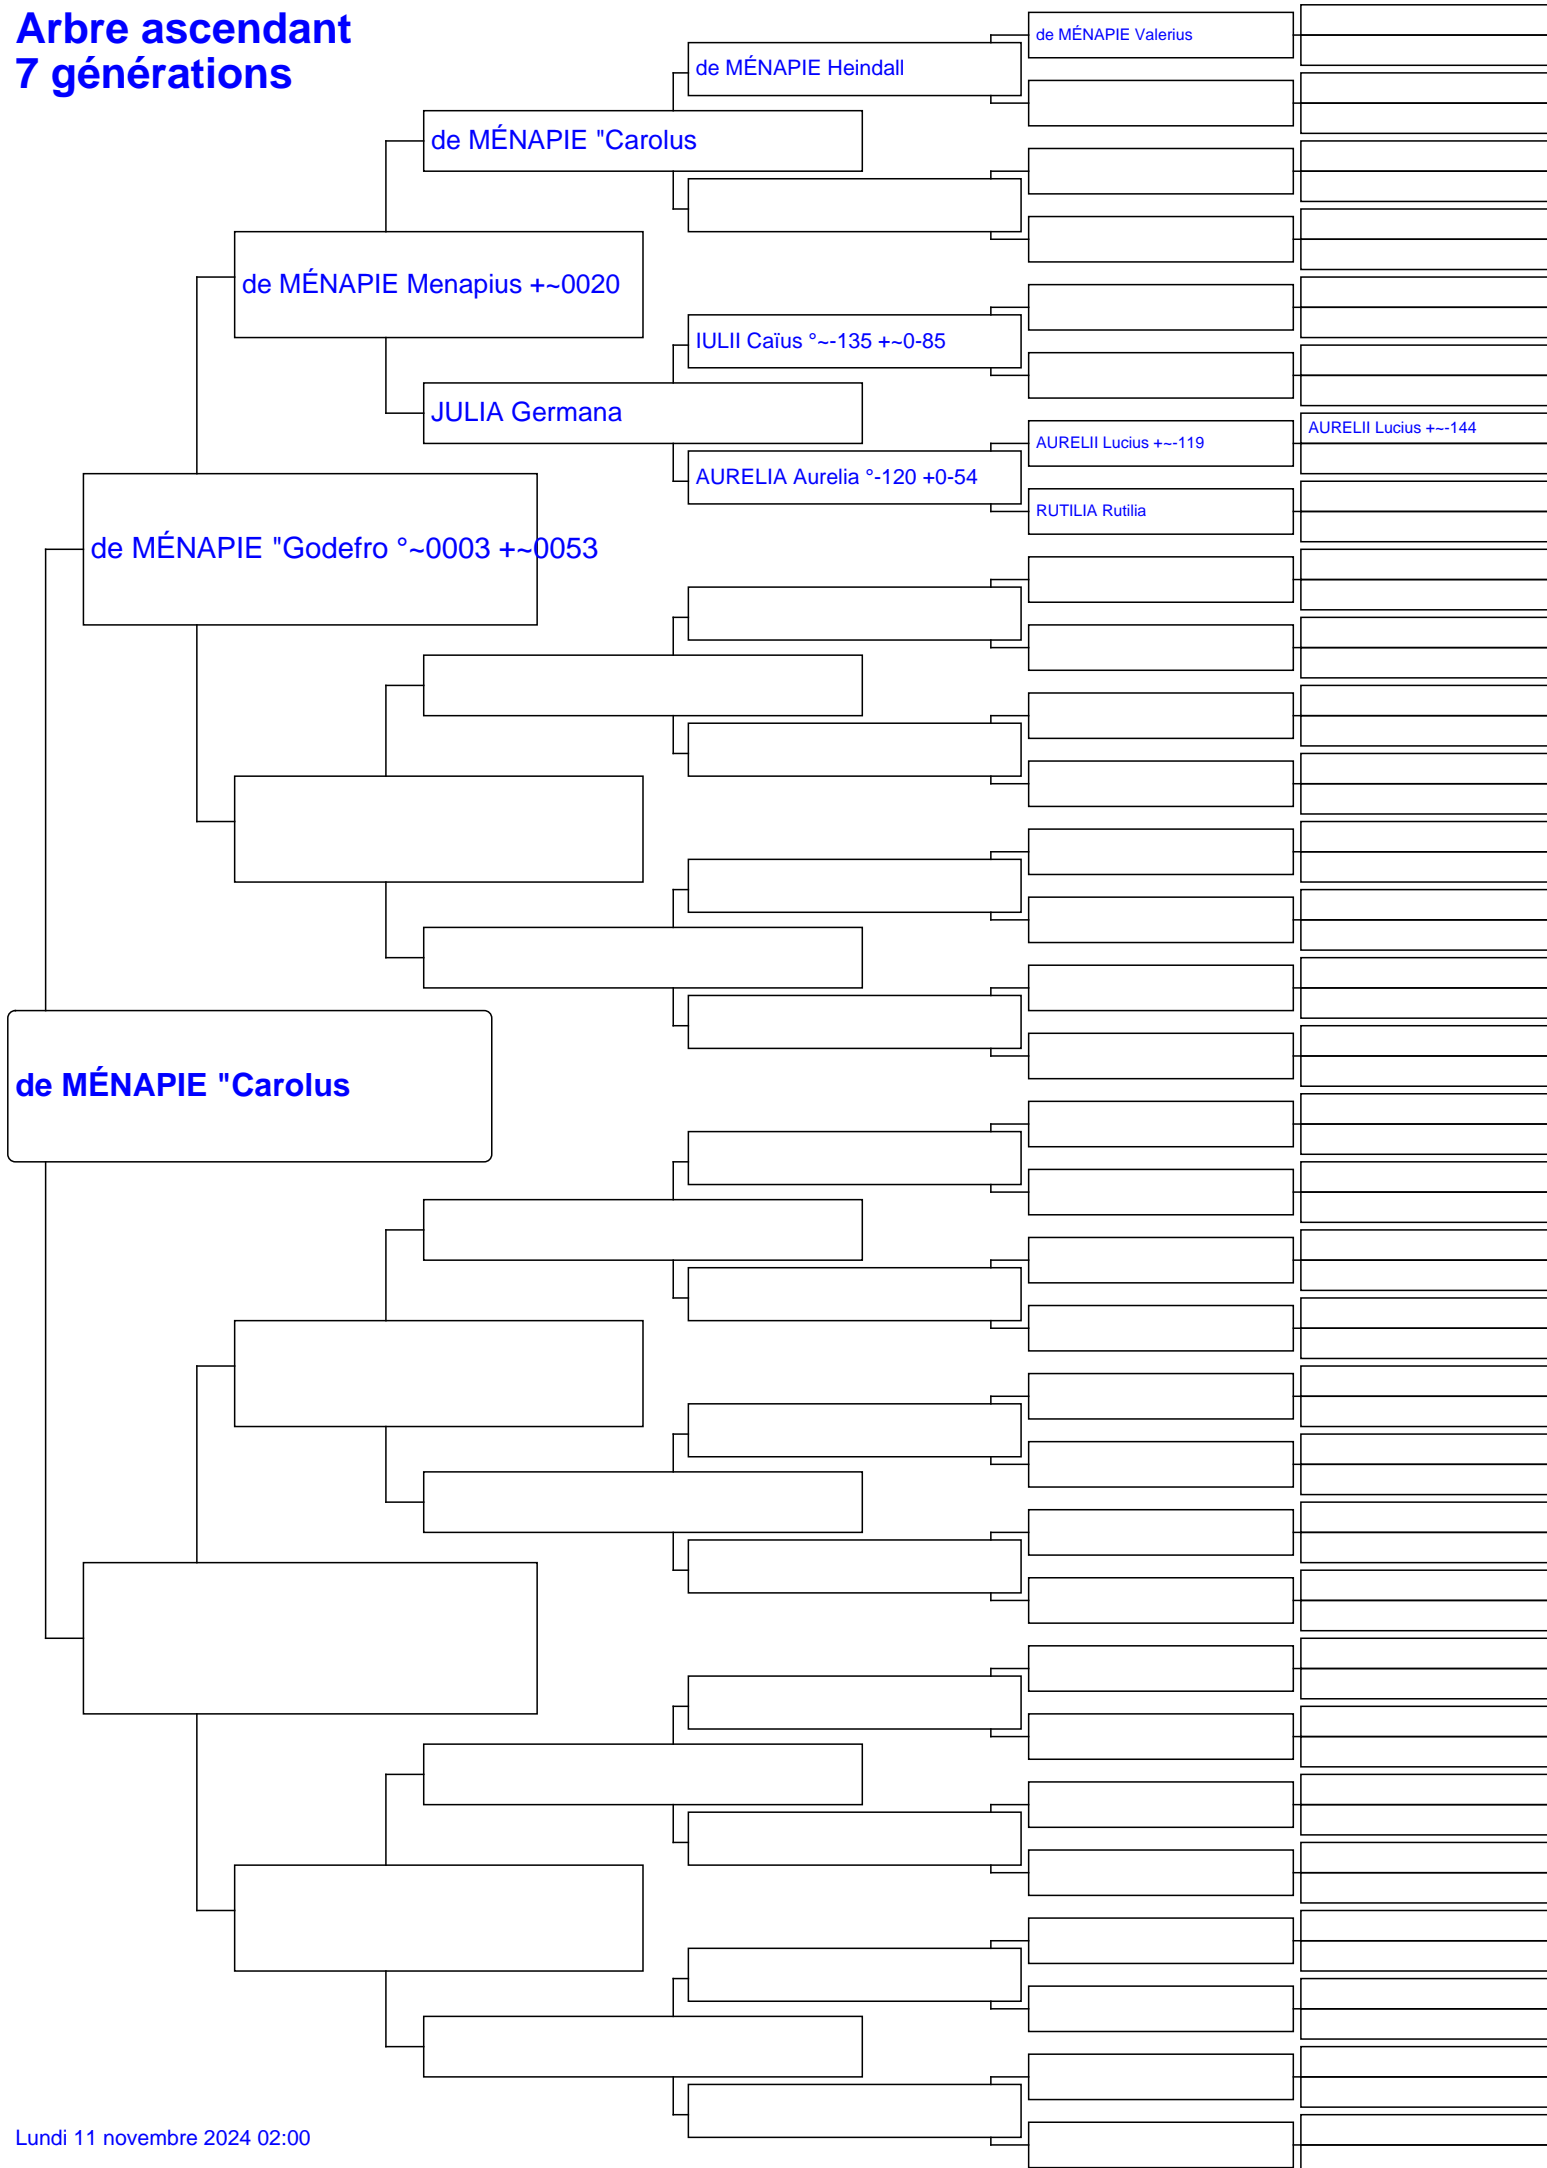 Arbre ascendant
7 générations
de MÉNAPIE Valerius
de MÉNAPIE Heindall
de MÉNAPIE "Carolus
de MÉNAPIE Menapius +~0020
IULII Caïus °~-135 +~0-85
JULIA Germana
AURELII Lucius +~-144
AURELII Lucius +~-119
AURELIA Aurelia °-120 +0-54
RUTILIA Rutilia
de MÉNAPIE "Godefro °~0003 +~0053
de MÉNAPIE "Carolus
Lundi 11 novembre 2024 02:00